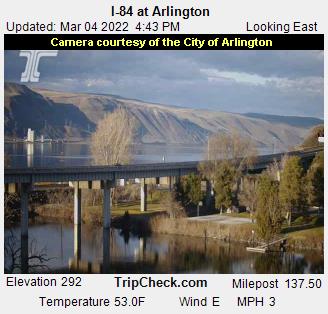 I-84 at Arlington
Updated: Mar 04 2022 4:43 PM Looking East
Camera courtesy of the City of Arlington
Elevation 292 TripCheck.com Milepost 137.50
Temperature 53.0F Wind E MPH 3